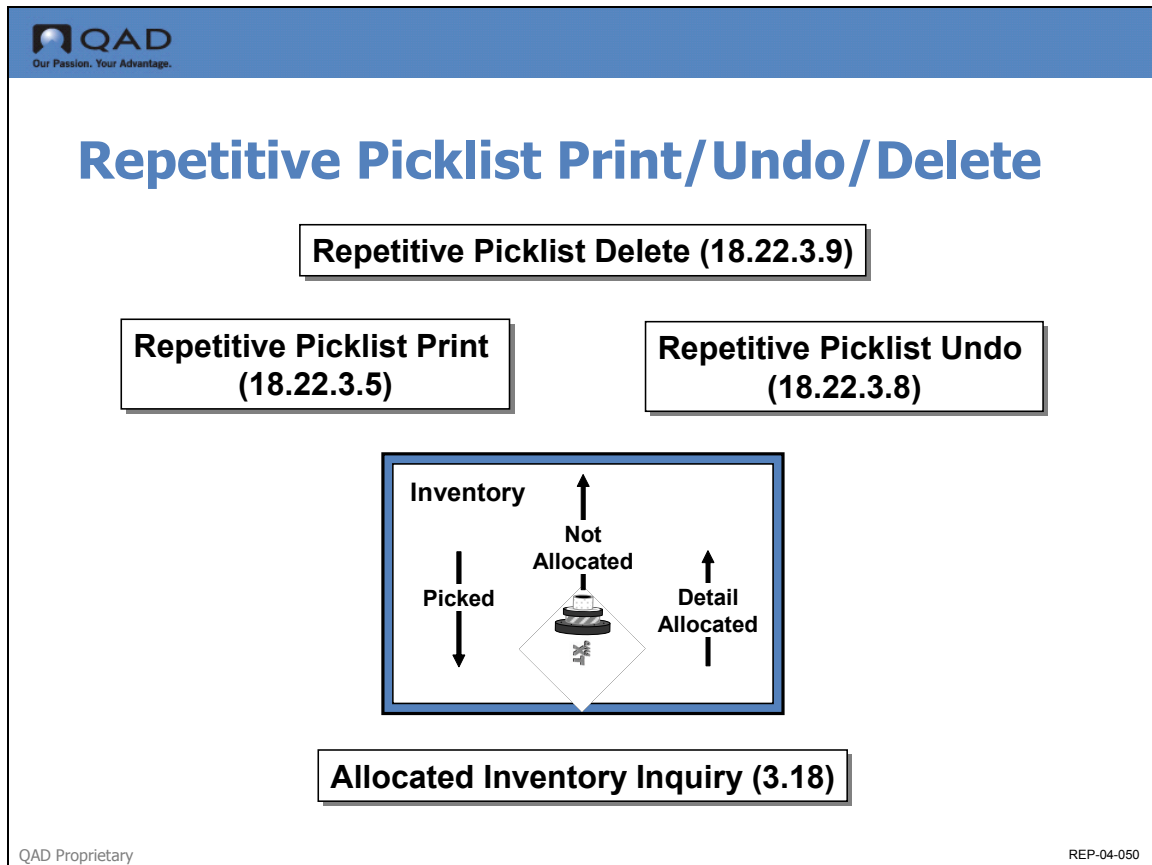 QAD
Our Passion. Your Advantage.
Repetitive Picklist Print/Undo/Delete
Repetitive Picklist Delete (18.22.3.9)
Repetitive Picklist Print
(18.22.3.5)
Repetitive Picklist Undo
(18.22.3.8)
Inventory
Not
Allocated
Picked
Detail
Allocated
Allocated Inventory Inquiry (3.18)
QAD Proprietary
REP-04-050